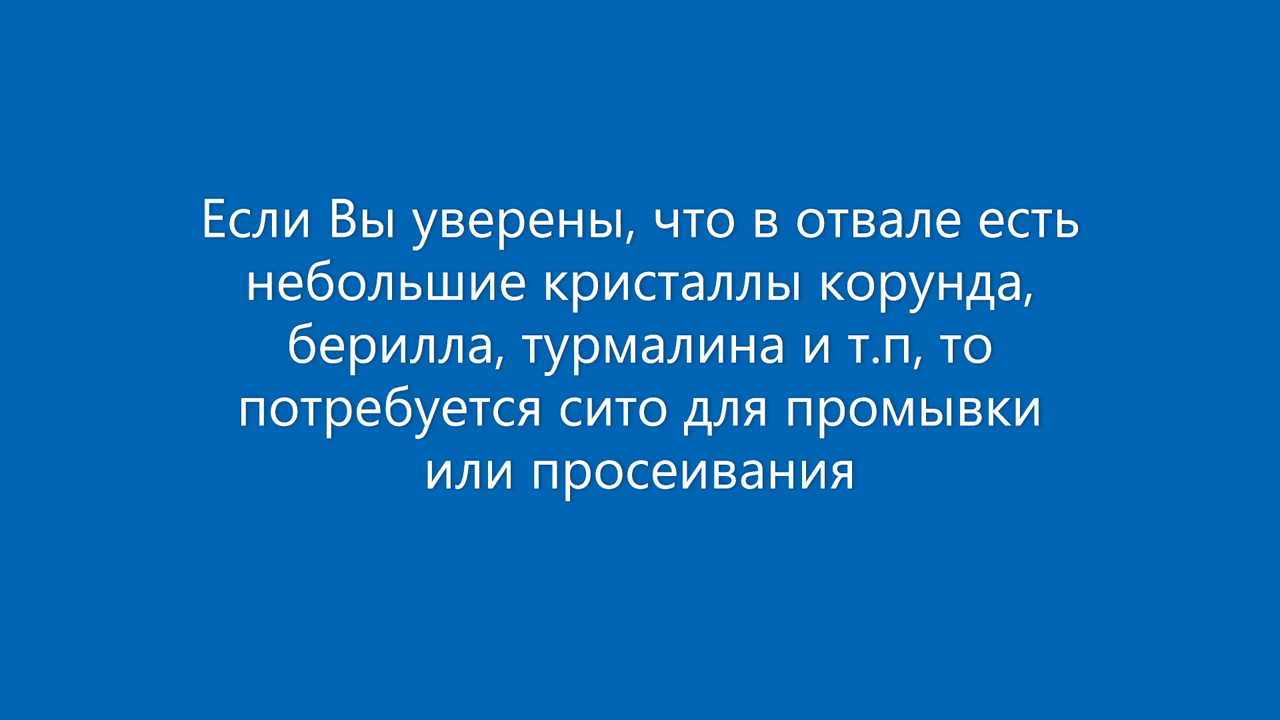 Если Вы уверены, что в отвале есть
небольшие кристаллы корунда,
берилла, турмалина и т.п, то
потребуется сито для промывки
или просеивания